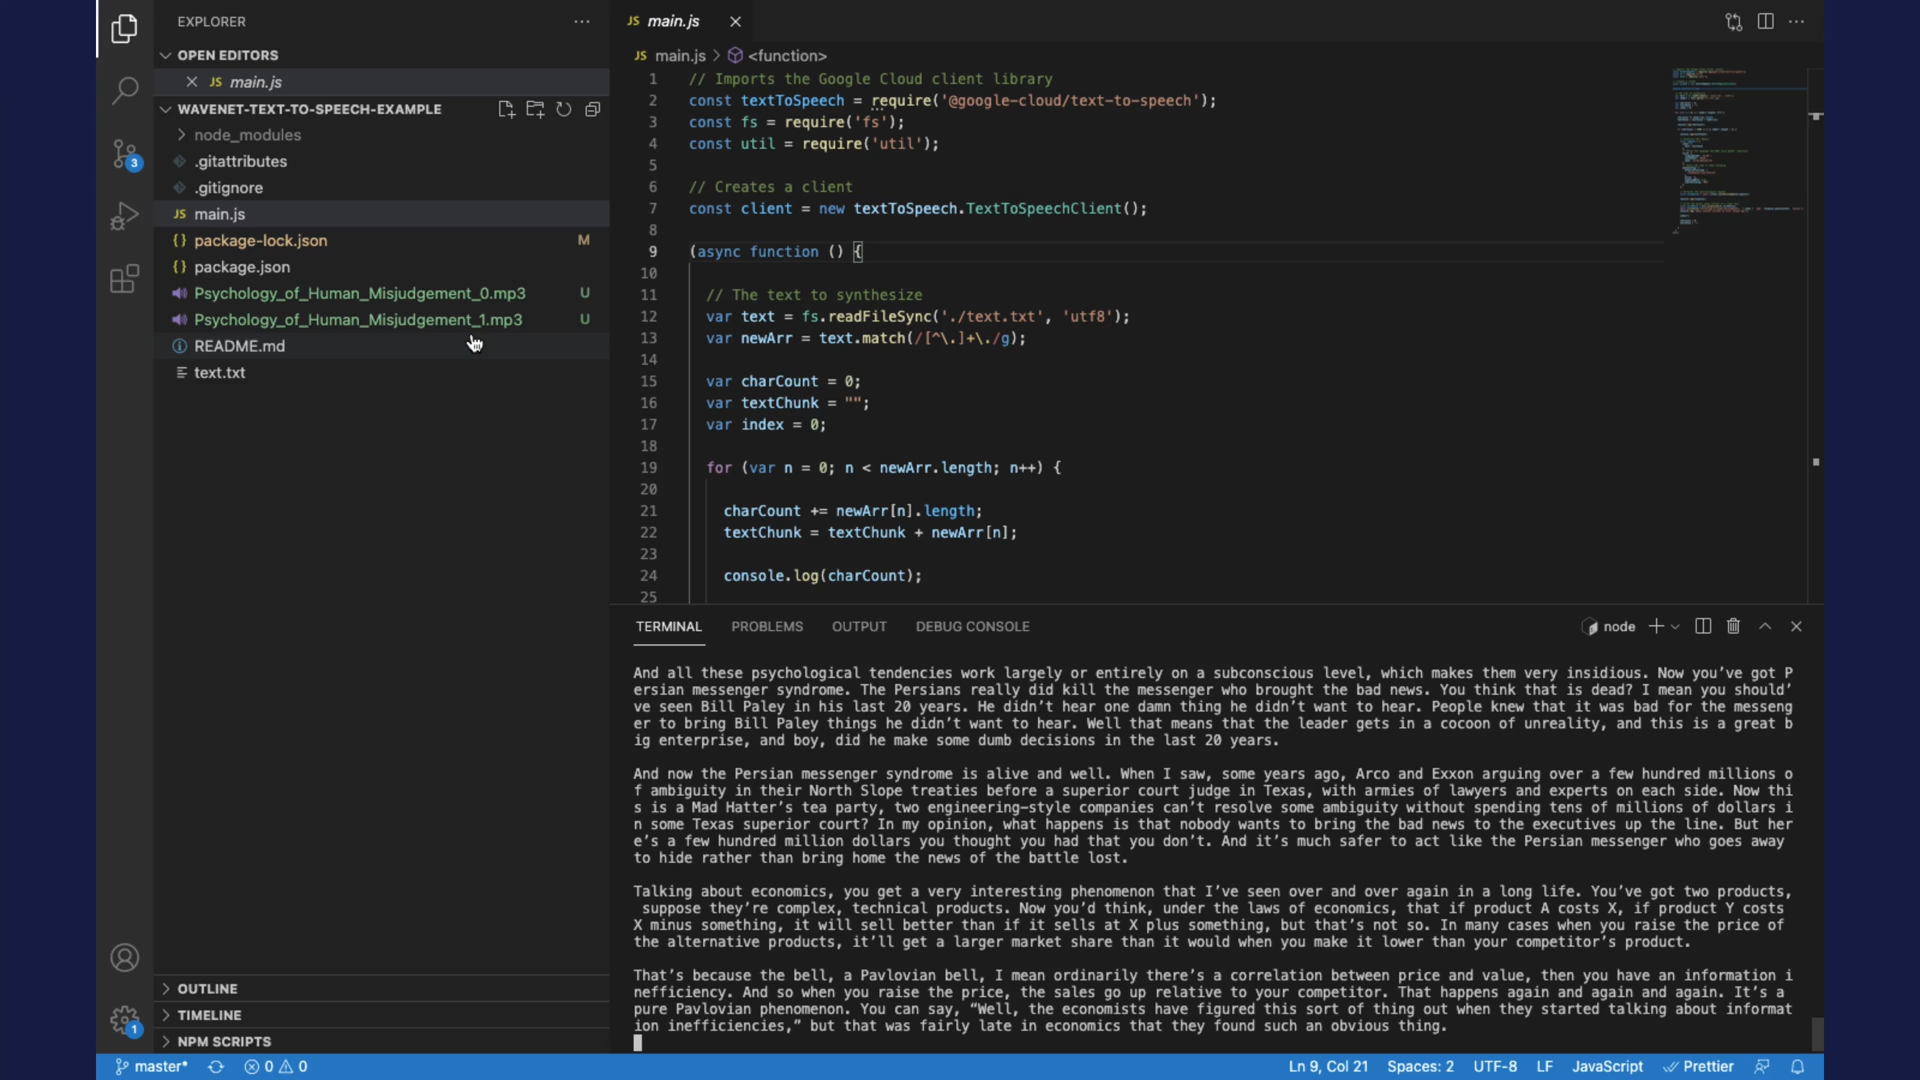 EXPLORER
OPEN EDITORS
JS main.js
WAVENET-TEXT-TO-SPEECH-EXAMPLE
node_modules
.gitattributes
.gitignore
JS main.js
{} package-lock.json M
{} package.json
Psychology_of_Human_Misjudgement_0.mp3 U
Psychology_of_Human_Misjudgement_1.mp3 U
README.md
text.txt
OUTLINE
TIMELINE
NPM SCRIPTS
3
1
JS main.js
JS main.js > <function>
1 // Imports the Google Cloud client library
2 const textToSpeech = require('@google-cloud/text-to-speech');
3 const fs = require('fs');
4 const util = require('util');
5
6 // Creates a client
7 const client = new textToSpeech.TextToSpeechClient();
8
9 (async function () {
10
11 // The text to synthesize
12 var text = fs.readFileSync('./text.txt', 'utf8');
13 var newArr = text.match(/[^\.]+\./g);
14
15 var charCount = 0;
16 var textChunk = "";
17 var index = 0;
18
19 for (var n = 0; n < newArr.length; n++) {
20
21 charCount += newArr[n].length;
22 textChunk = textChunk + newArr[n];
23
24 console.log(charCount);
25
TERMINAL PROBLEMS OUTPUT DEBUG CONSOLE node
And all these psychological tendencies work largely or entirely on a subconscious level, which makes them very insidious. Now you've got P
ersian messenger syndrome. The Persians really did kill the messenger who brought the bad news. You think that is dead? I mean you should'
ve seen Bill Paley in his last 20 years. He didn't hear one damn thing he didn't want to hear. People knew that it was bad for the messeng
er to bring Bill Paley things he didn't want to hear. Well that means that the leader gets in a cocoon of unreality, and this is a great b
ig enterprise, and boy, did he make some dumb decisions in the last 20 years.
And now the Persian messenger syndrome is alive and well. When I saw, some years ago, Arco and Exxon arguing over a few hundred millions o
f ambiguity in their North Slope treaties before a superior court judge in Texas, with armies of lawyers and experts on each side. Now thi
s is a Mad Hatter's tea party, two engineering-style companies can't resolve some ambiguity without spending tens of millions of dollars i
n some Texas superior court? In my opinion, what happens is that nobody wants to bring the bad news to the executives up the line. But her
e's a few hundred million dollars you thought you had that you don't. And it's much safer to act like the Persian messenger who goes away
to hide rather than bring home the news of the battle lost.
Talking about economics, you get a very interesting phenomenon that I've seen over and over again in a long life. You've got two products,
suppose they're complex, technical products. Now you'd think, under the laws of economics, that if product A costs X, if product Y costs
X minus something, it will sell better than if it sells at X plus something, but that's not so. In many cases when you raise the price of
the alternative products, it'll get a larger market share than it would when you make it lower than your competitor's product.
That's because the bell, a Pavlovian bell, I mean ordinarily there's a correlation between price and value, then you have an information i
nefficiency. And so when you raise the price, the sales go up relative to your competitor. That happens again and again and again. It's a
pure Pavlovian phenomenon. You can say, “Well, the economists have figured this sort of thing out when they started talking about informat
ion inefficiencies,” but that was fairly late in economics that they found such an obvious thing.
master* 0 0 Ln 9, Col 21 Spaces: 2 UTF-8 LF JavaScript Prettier